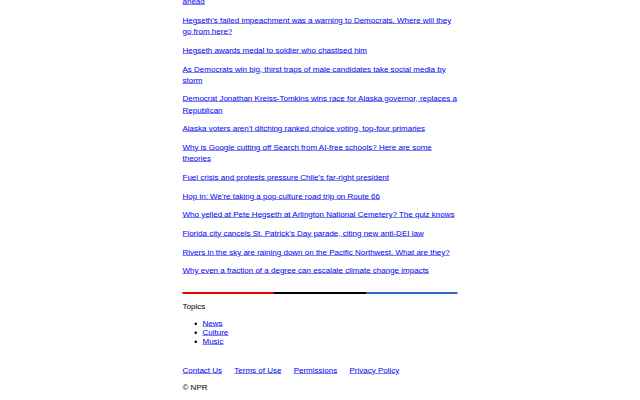 ahead
Hegseth's failed impeachment was a warning to Democrats. Where will they
go from here?
Hegseth awards medal to soldier who chastised him
As Democrats win big, thirst traps of male candidates take social media by
storm
Democrat Jonathan Kreiss-Tomkins wins race for Alaska governor, replaces a
Republican
Alaska voters aren't ditching ranked choice voting, top-four primaries
Why is Google cutting off Search from AI-free schools? Here are some
theories
Fuel crisis and protests pressure Chile's far-right president
Hop in: We're taking a pop culture road trip on Route 66
Who yelled at Pete Hegseth at Arlington National Cemetery? The quiz knows
Florida city cancels St. Patrick's Day parade, citing new anti-DEI law
Rivers in the sky are raining down on the Pacific Northwest. What are they?
Why even a fraction of a degree can escalate climate change impacts
Topics
News
Culture
Music
Contact Us Terms of Use Permissions Privacy Policy
© NPR